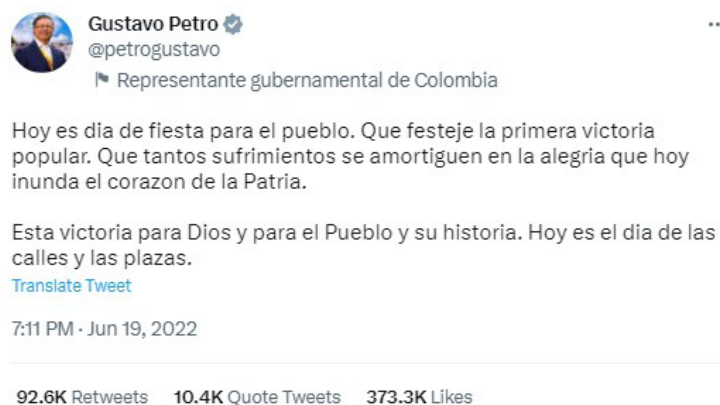 Gustavo Petro
@petrogustavo
Representante gubernamental de Colombia
Hoy es dia de fiesta para el pueblo. Que festeje la primera victoria
popular. Que tantos sufrimientos se amortiguen en la alegria que hoy
inunda el corazon de la Patria.
Esta victoria para Dios y para el Pueblo y su historia. Hoy es el dia de las
calles y las plazas.
Translate Tweet
7:11 PM · Jun 19, 2022
92.6K Retweets 10.4K Quote Tweets 373.3K Likes